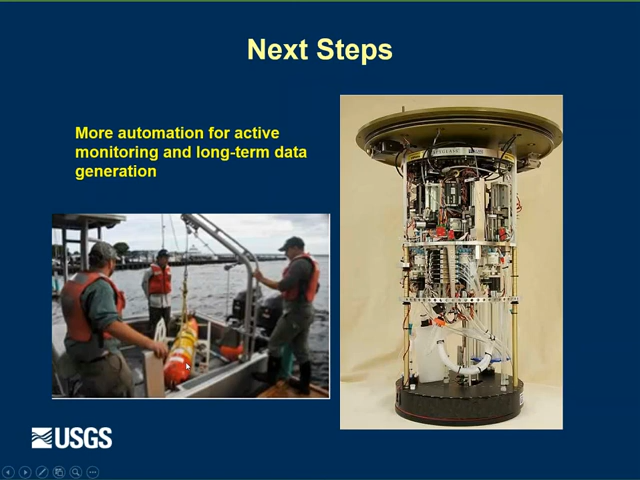 Next Steps
More automation for active
monitoring and long-term data
generation
USGS